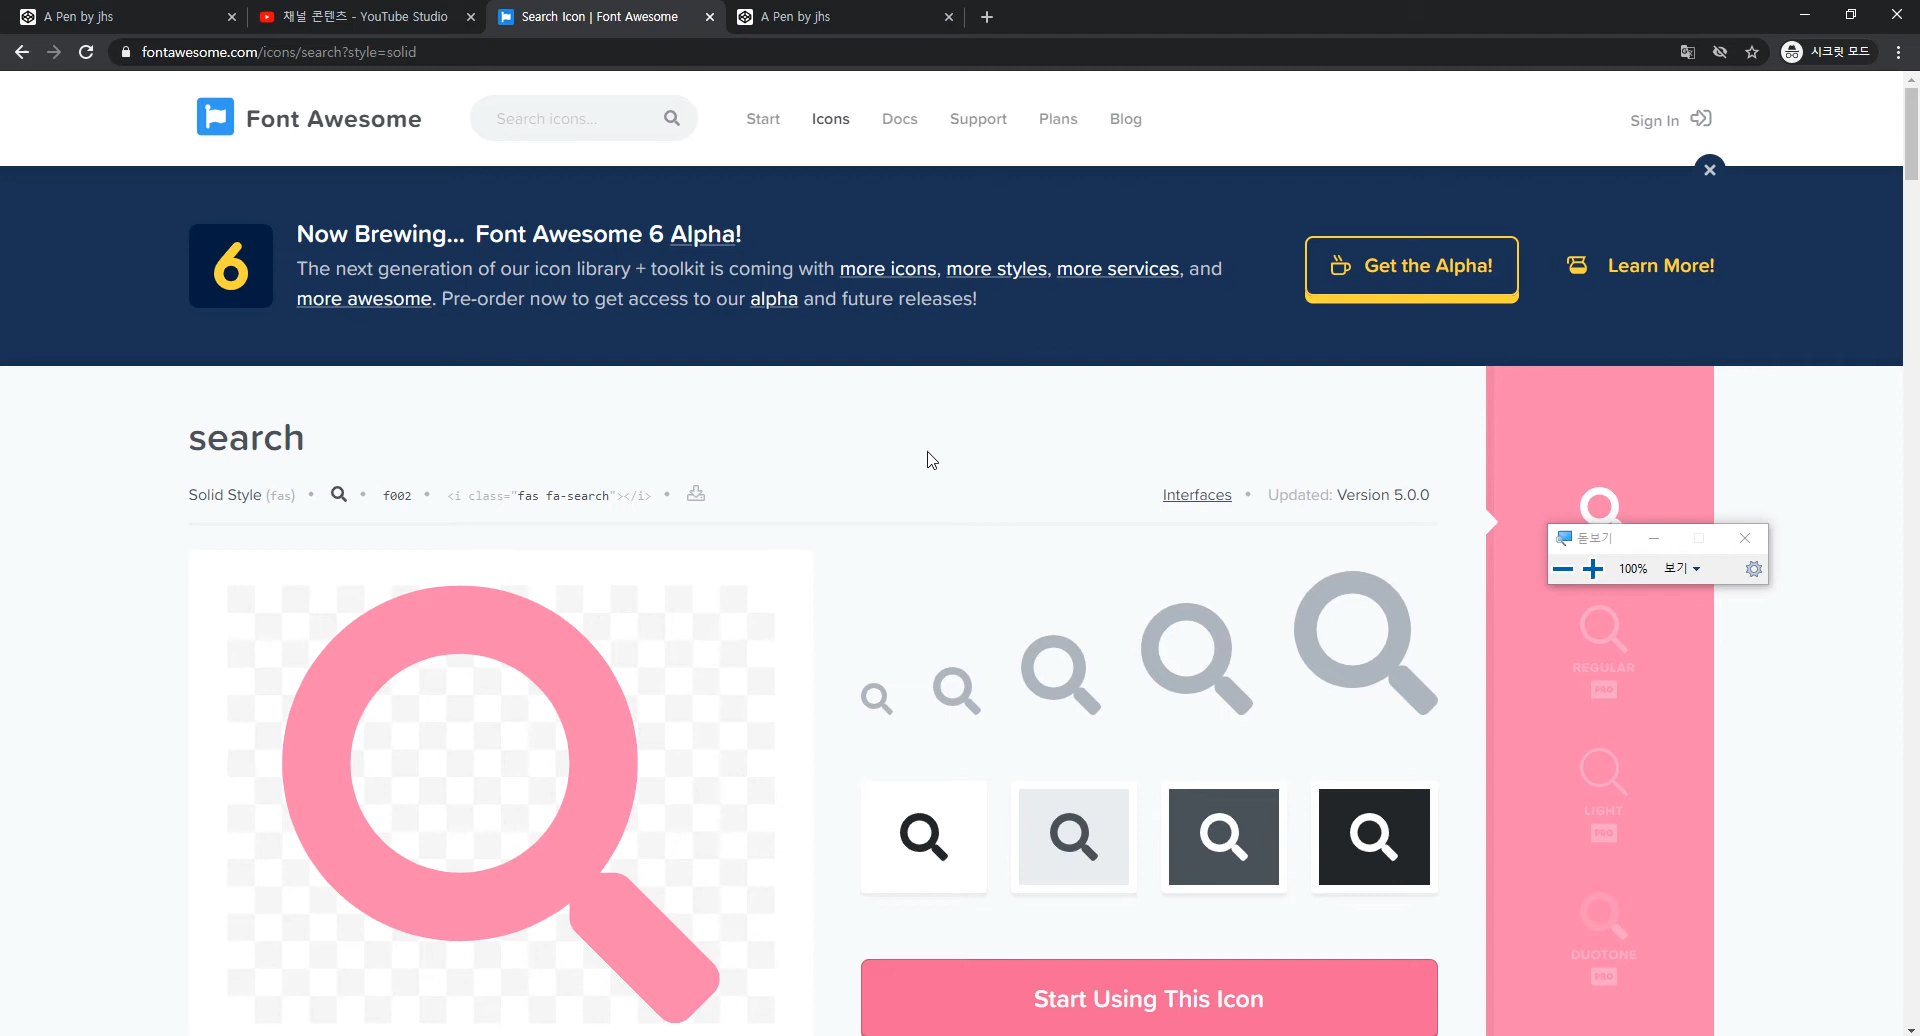 A Pen by jhs
채널 콘텐츠 - YouTube Studio
Search Icon | Font Awesome
A Pen by jhs
fontawesome.com/icons/search?style=solid
시크릿 모드
Font Awesome
Search icons...
Start
Icons
Docs
Support
Plans
Blog
Sign In
6
Now Brewing... Font Awesome 6 Alpha!
The next generation of our icon library + toolkit is coming with more icons, more styles, more services, and
more awesome. Pre-order now to get access to our alpha and future releases!
Get the Alpha!
Learn More!
search
Solid Style (fas)
f002
<i class="fas fa-search"></i>
Interfaces
Updated: Version 5.0.0
돋보기
100%
보기
REGULAR
PRO
LIGHT
PRO
DUOTONE
PRO
Start Using This Icon